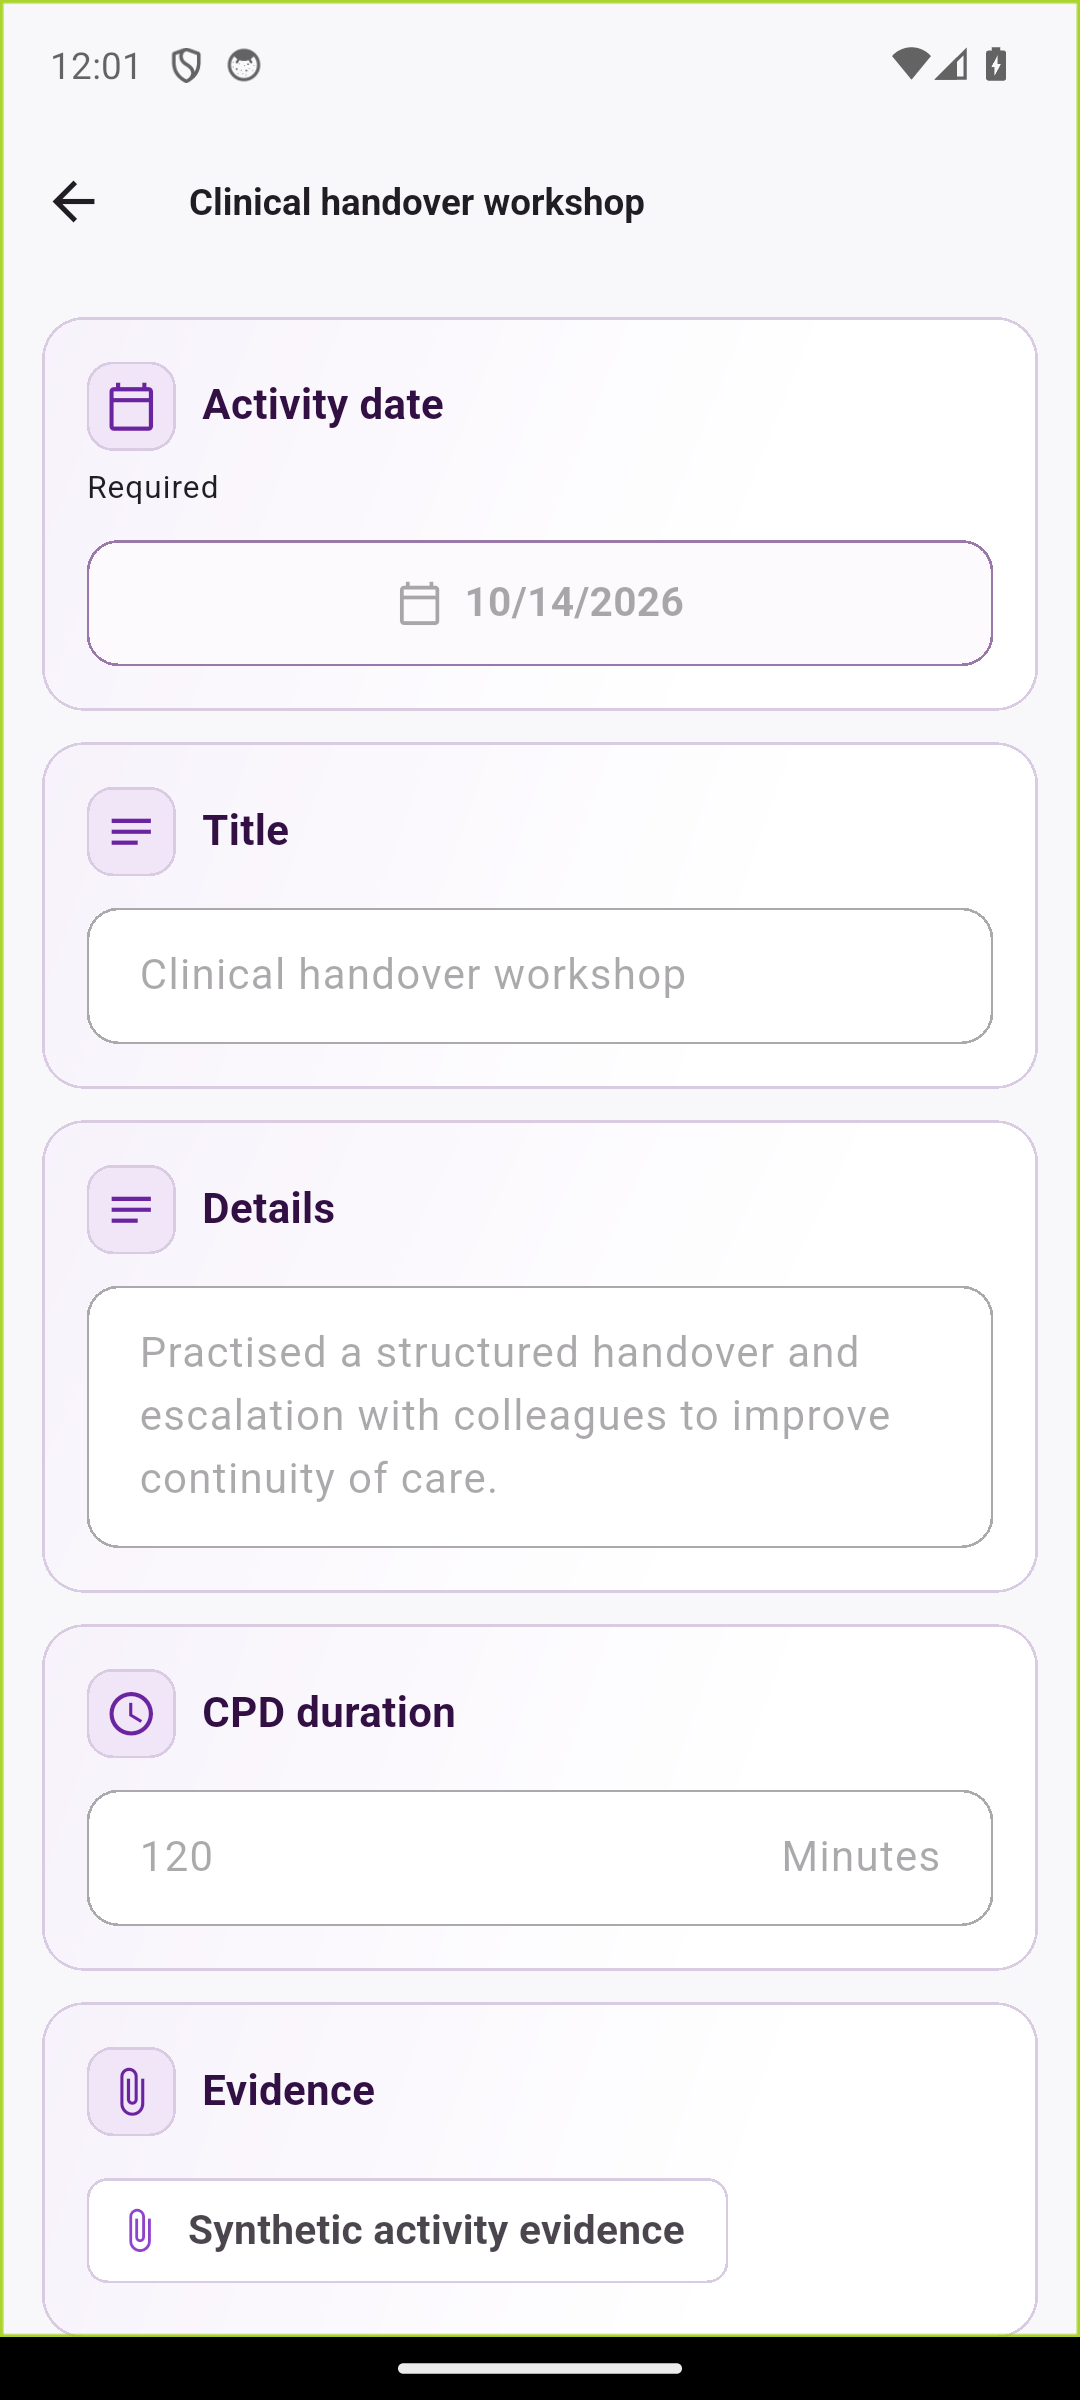 12:01
Clinical handover workshop
Activity date
Required
10/14/2026
Title
Clinical handover workshop
Details
Practised a structured handover and
escalation with colleagues to improve
continuity of care.
CPD duration
120 Minutes
Evidence
Synthetic activity evidence